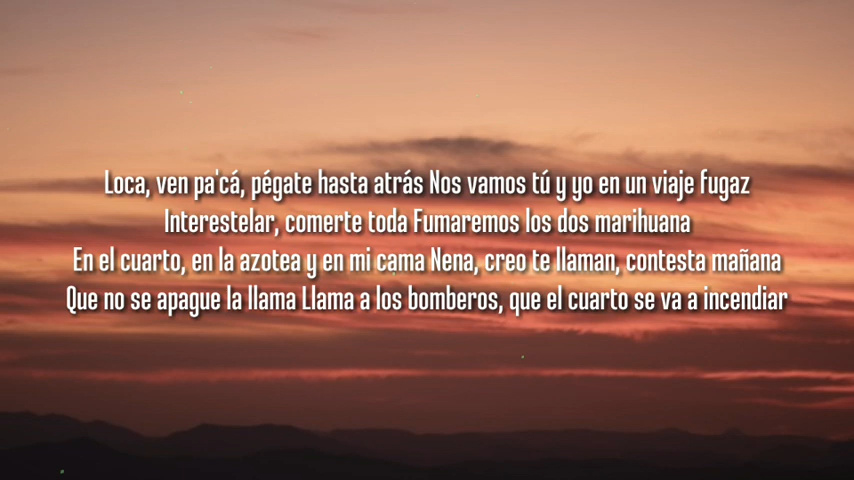 Loca, ven pa'cá, pégate hasta atrás Nos vamos tú y yo en un viaje fugaz
Interestelar, comerte toda Fumaremos los dos marihuana
En el cuarto, en la azotea y en mi cama Nena, creo te llaman, contesta mañana
Que no se apague la llama Llama a los bomberos, que el cuarto se va a incendiar